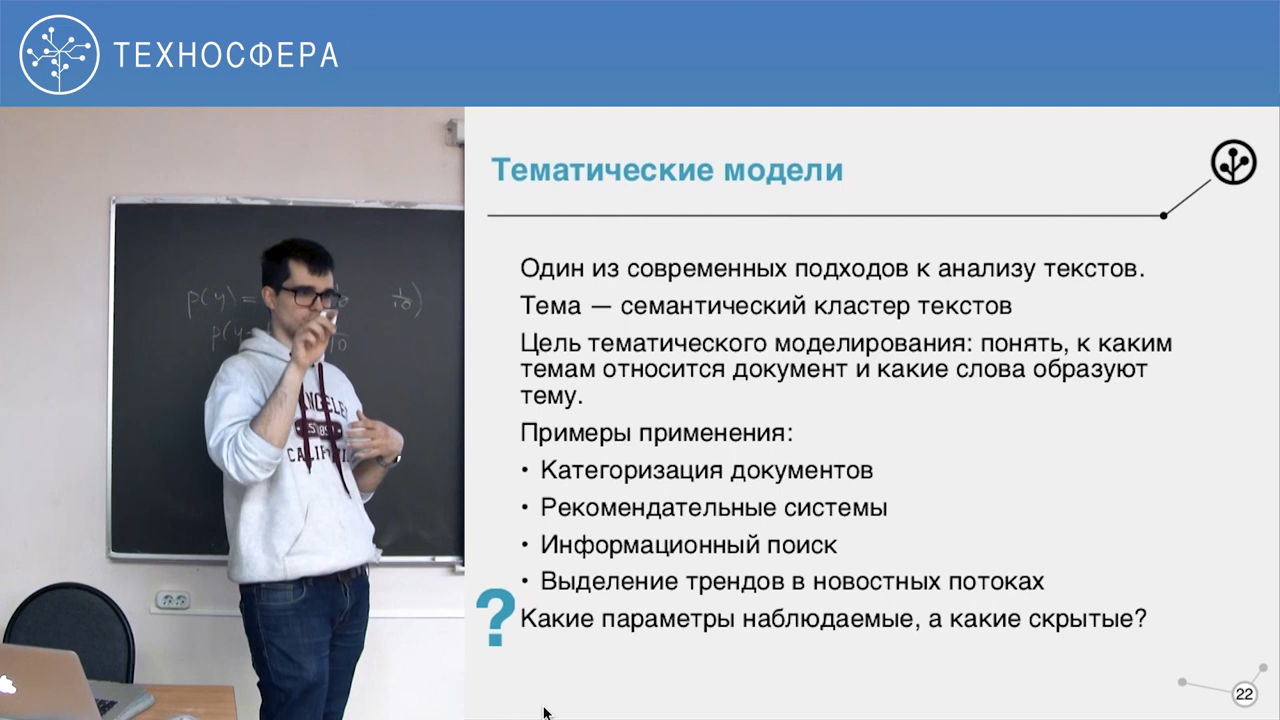 ТЕХНОСФЕРА
Тематические модели
Один из современных подходов к анализу текстов.
Тема — семантический кластер текстов
Цель тематического моделирования: понять, к каким
темам относится документ и какие слова образуют
тему.
Примеры применения:
• Категоризация документов
• Рекомендательные системы
• Информационный поиск
• Выделение трендов в новостных потоках
? Какие параметры наблюдаемые, а какие скрытые?
22
p(y) =